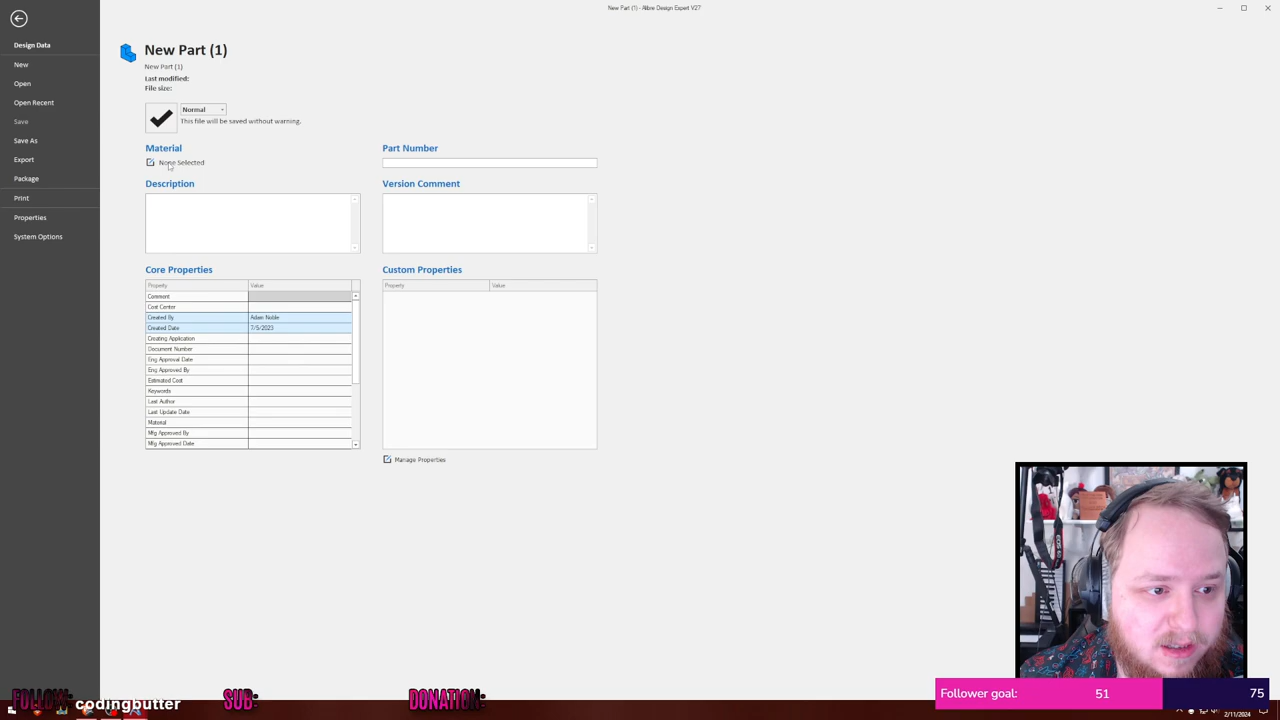 New Part (1) - Alibre Design Expert V27
Design Data
New
Open
Open Recent
Save
Save As
Export
Package
Print
Properties
System Options
New Part (1)
New Part (1)
Last modified:
File size:
Normal
This file will be saved without warning.
Material
None Selected
Part Number
Description
Version Comment
Core Properties
Property Value
Comment
Cost Center
Created By Adam Nolde
Created Date 7/5/2023
Creating Application
Document Number
Eng Approval Date
Eng Approved By
Estimated Cost
Keywords
Last Author
Last Update Date
Material
Mfg Approved By
Mfg Approved Date
Custom Properties
Property Value
Manage Properties
FOLLOW: codingbutter
SUB:
DONATION:
Follower goal: 51 75
2/11/2024